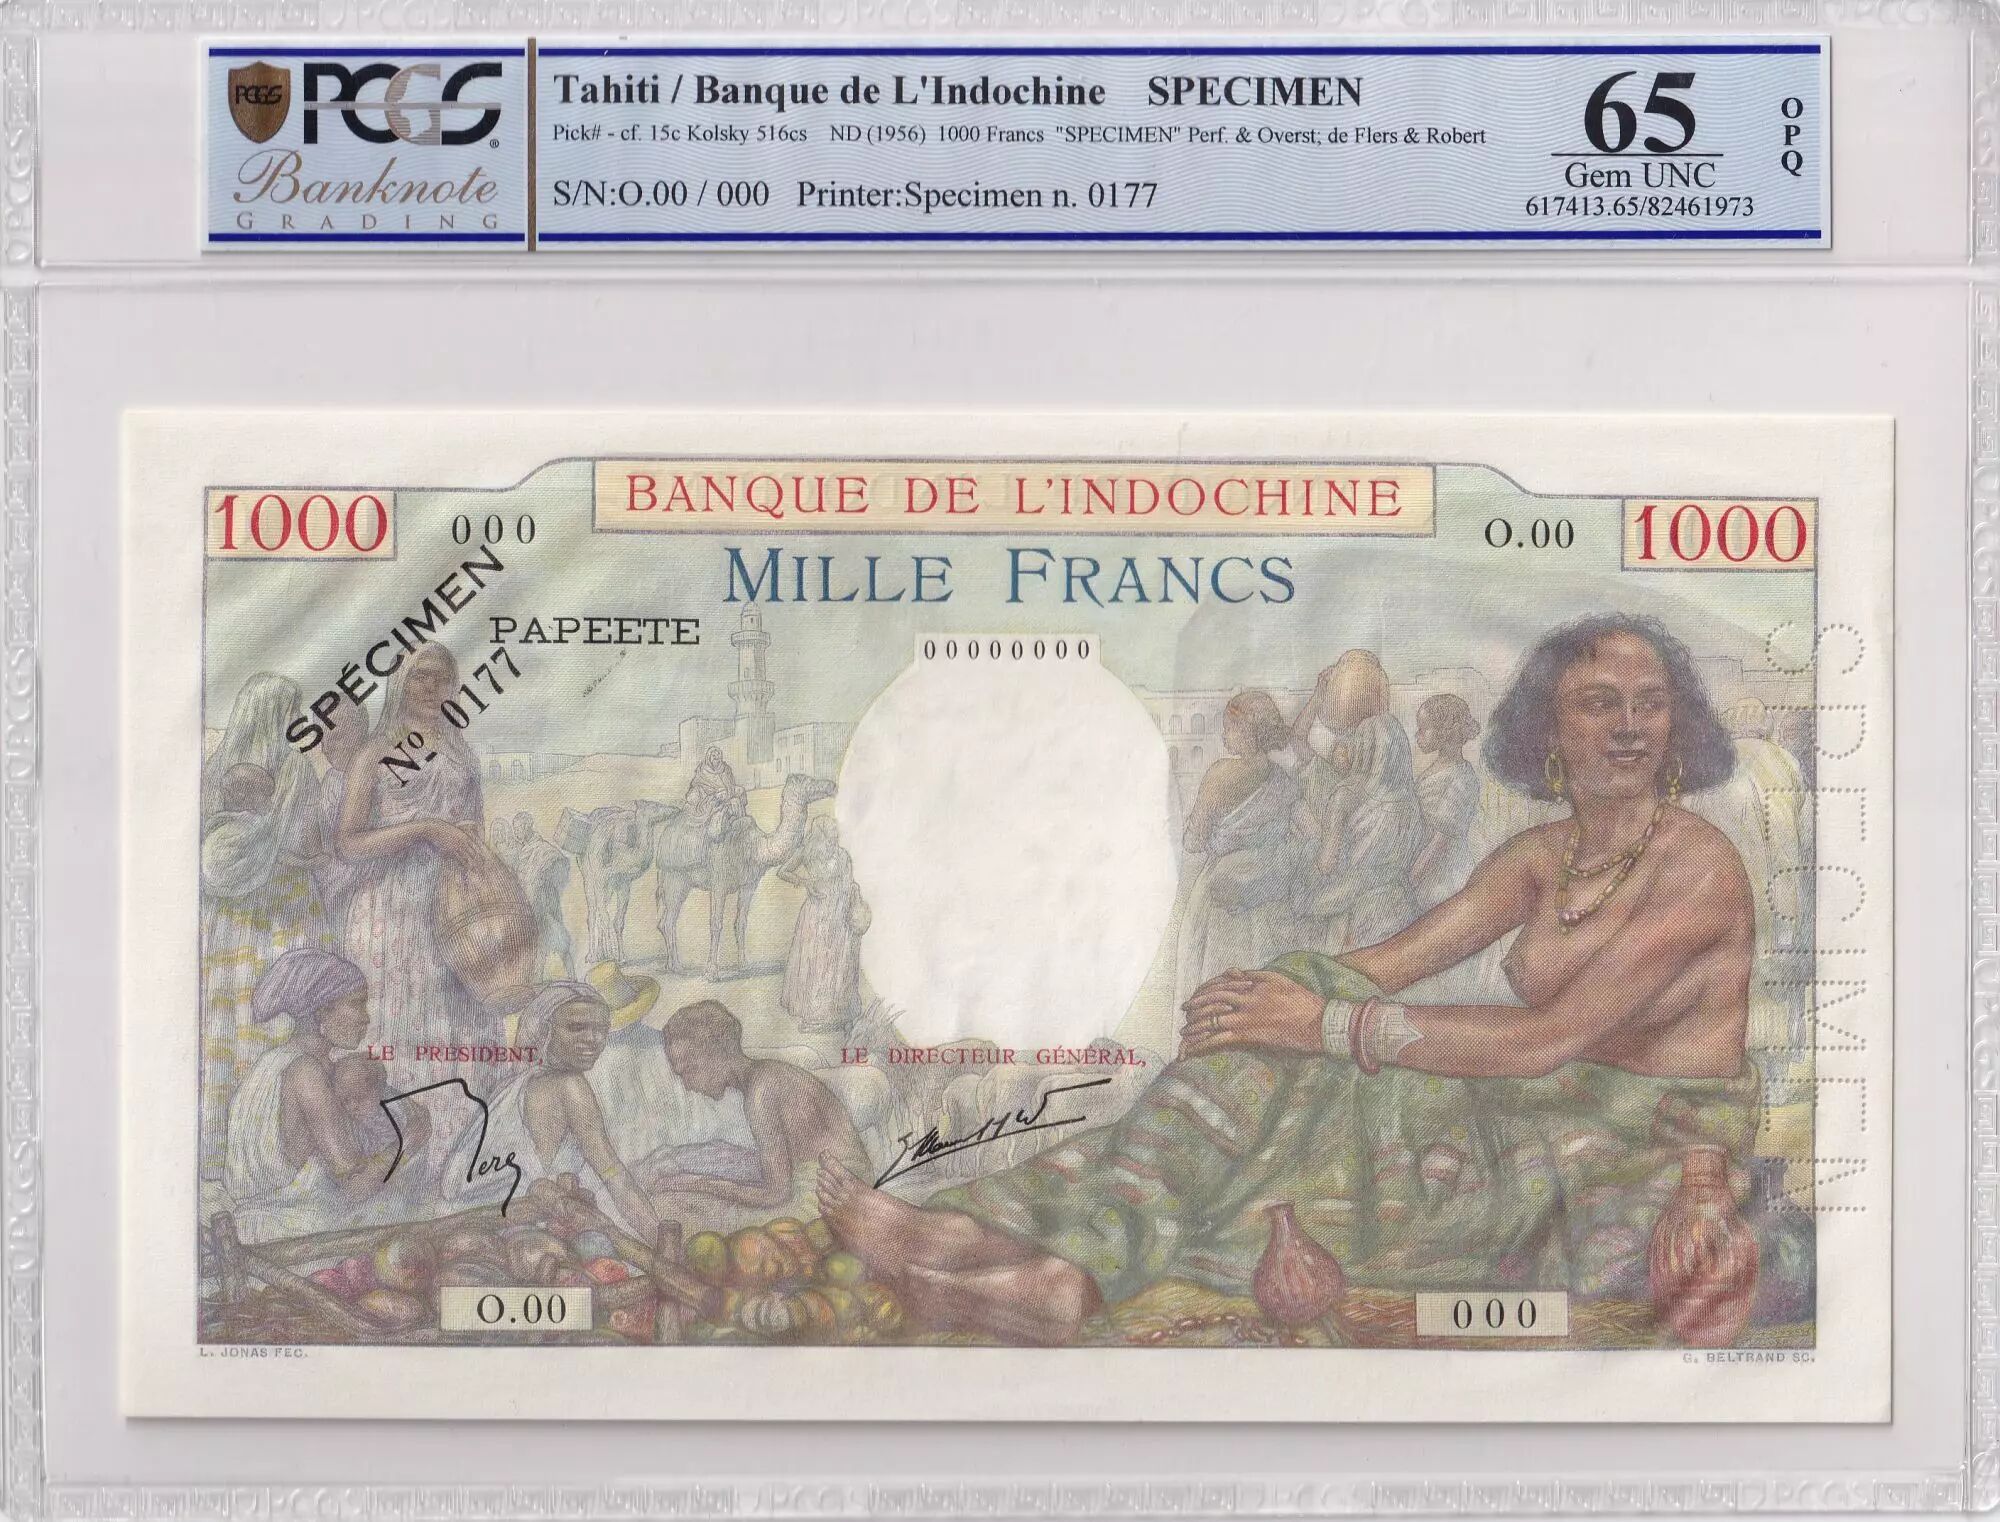 PCGS
PCGS
Banknote
GRADING
Tahiti / Banque de L'Indochine SPECIMEN
Pick# - cf. 15c Kolsky 516cs ND (1956) 1000 Francs "SPECIMEN" Perf. & Overst; de Flers & Robert
S/N:O.00 / 000 Printer:Specimen n. 0177
65
Gem UNC
617413.65/82461973
OPQ
BANQUE DE L'INDOCHINE
1000
000
O.00
1000
MILLE FRANCS
SPÉCIMEN
Nº 0177
PAPEETE
00000000
SPECIMEN
LE PRÉSIDENT,
LE DIRECTEUR GÉNÉRAL,
O.00
000
L. JONAS FEC.
G. BELTRAND SC.